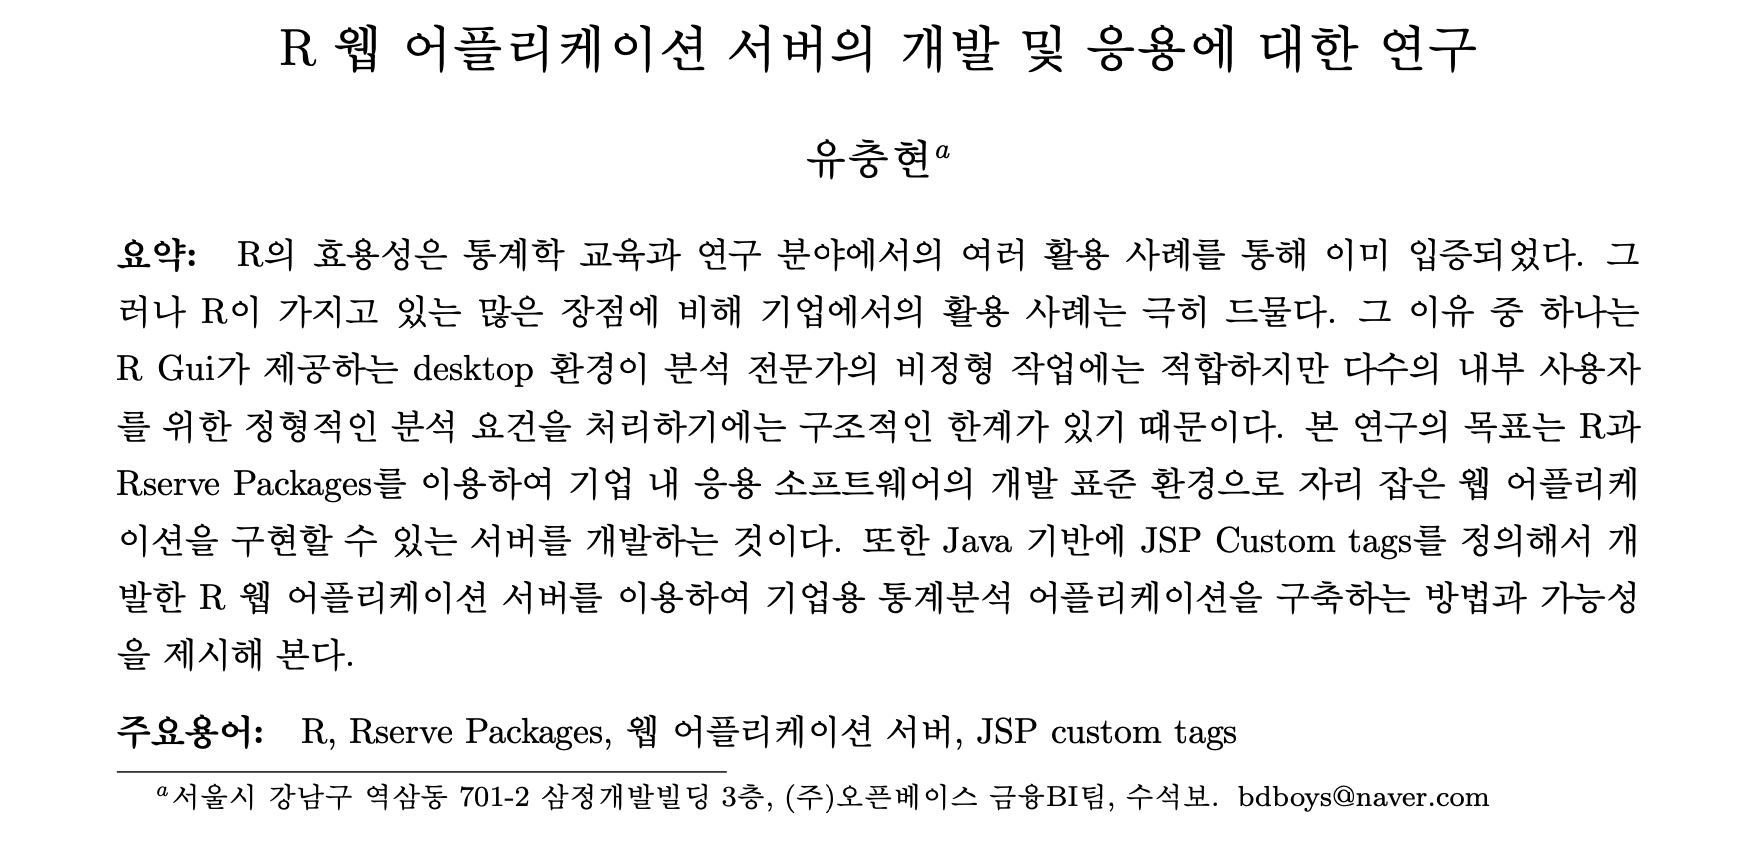 R 웹 어플리케이션 서버의 개발 및 응용에 대한 연구
유충현a
요약: R의 효용성은 통계학 교육과 연구 분야에서의 여러 활용 사례를 통해 이미 입증되었다. 그
러나 R이 가지고 있는 많은 장점에 비해 기업에서의 활용 사례는 극히 드물다. 그 이유 중 하나는
R Gui가 제공하는 desktop 환경이 분석 전문가의 비정형 작업에는 적합하지만 다수의 내부 사용자
를 위한 정형적인 분석 요건을 처리하기에는 구조적인 한계가 있기 때문이다. 본 연구의 목표는 R과
Rserve Packages를 이용하여 기업 내 응용 소프트웨어의 개발 표준 환경으로 자리 잡은 웹 어플리케
이션을 구현할 수 있는 서버를 개발하는 것이다. 또한 Java 기반에 JSP Custom tags를 정의해서 개
발한 R 웹 어플리케이션 서버를 이용하여 기업용 통계분석 어플리케이션을 구축하는 방법과 가능성
을 제시해 본다.
주요용어: R, Rserve Packages, 웹 어플리케이션 서버, JSP custom tags
a서울시 강남구 역삼동 701-2 삼정개발빌딩 3층, (주)오픈베이스 금융BI팀, 수석보. bdboys@naver.com